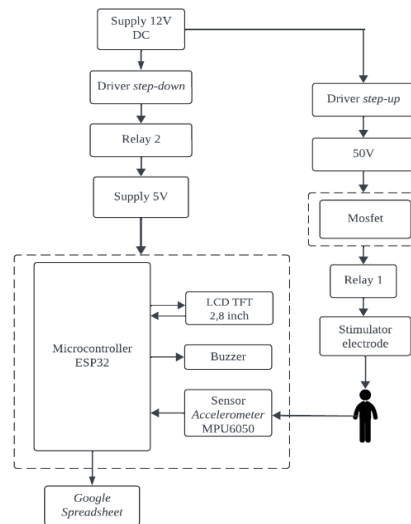 Supply 12V
DC
Driver step-down
Driver step-up
Relay 2
50V
Supply 5V
Mosfet
Relay 1
LCD TFT
2,8 inch
Microcontroller
ESP32
Buzzer
Stimulator
electrode
Sensor
Accelerometer
MPU6050
Google
Spreadsheet